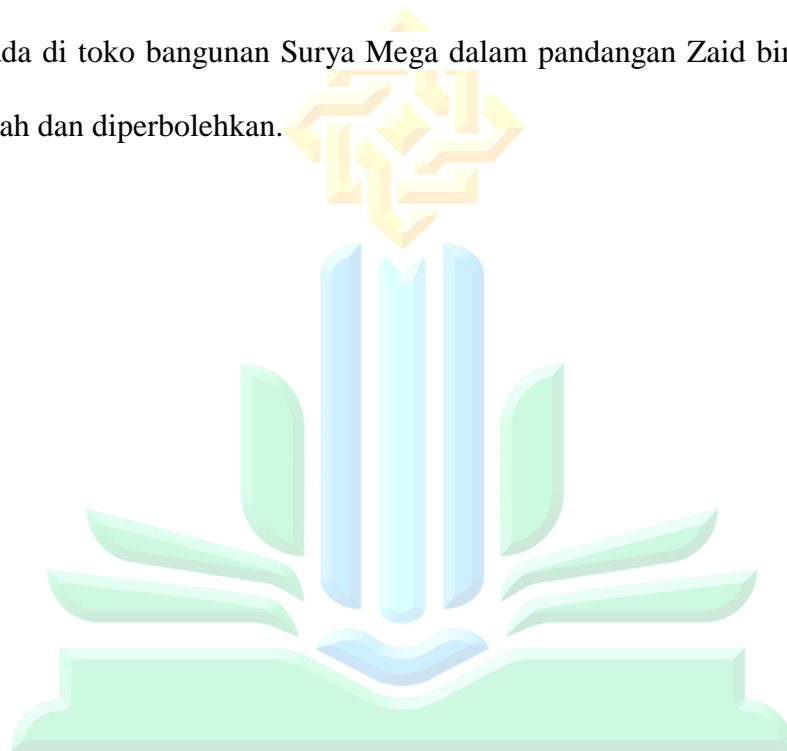 ada di toko bangunan Surya Mega dalam pandangan Zaid bin
ah dan diperbolehkan.